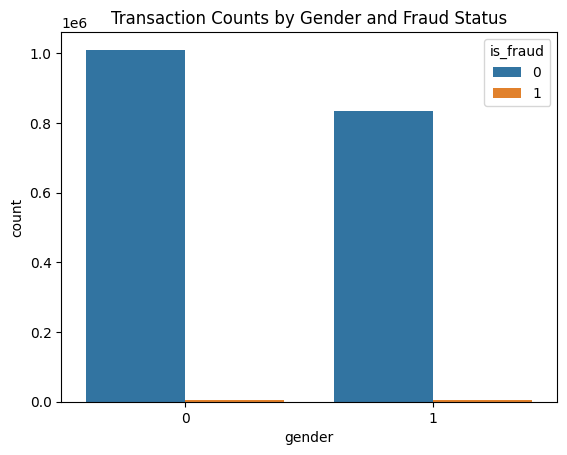 Transaction Counts by Gender and Fraud Status
1e6
is_fraud
0
1
1.0
0.8
0.6
0.4
0.2
0.0
count
0
1
gender